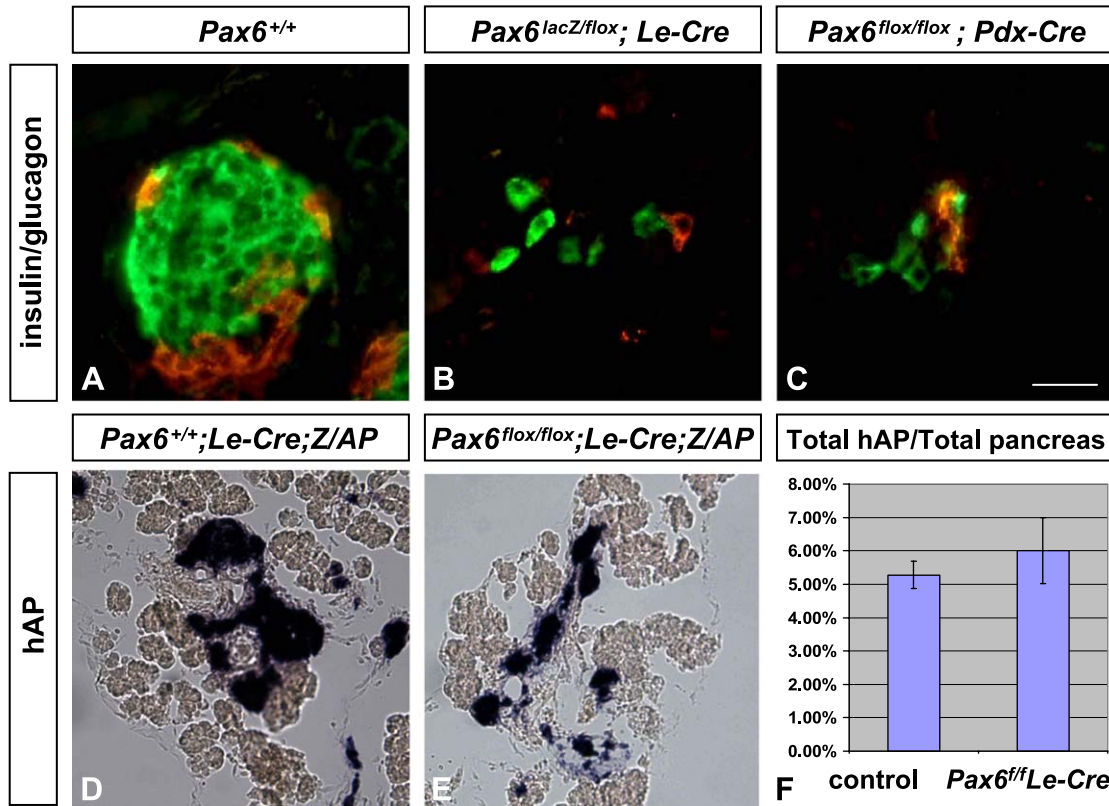 Pax6+/+
Pax6lacZ/flox; Le-Cre
Pax6flox/flox; Pdx-Cre
insulin/glucagon
A
B
C
Pax6+/+;Le-Cre;Z/AP
Pax6flox/flox;Le-Cre;Z/AP
Total hAP/Total pancreas
hAP
D
E
8.00%
7.00%
6.00%
5.00%
4.00%
3.00%
2.00%
1.00%
0.00%
F
control
Pax6f/fLe-Cre